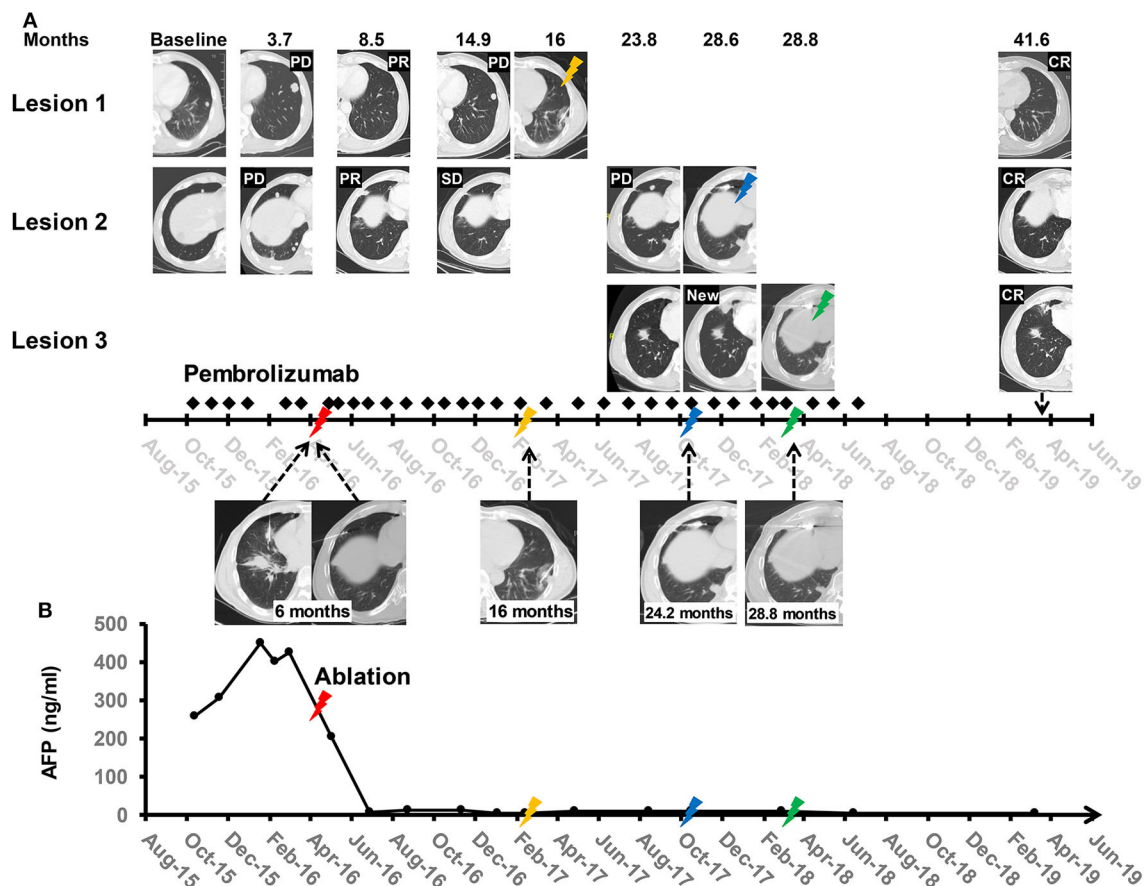 A
Months Baseline 3.7 8.5 14.9 16 23.8 28.6 28.8 41.6
Lesion 1 PD PR PD CR
Lesion 2 PD PR SD PD CR
Lesion 3 New CR
Pembrolizumab
Aug-15 Oct-15 Dec-15 Feb-16 Apr-16 Jun-16 Aug-16 Oct-16 Dec-16 Feb-17 Apr-17 Jun-17 Aug-17 Oct-17 Dec-17 Feb-18 Apr-18 Jun-18 Aug-18 Oct-18 Dec-18 Feb-19 Apr-19 Jun-19
6 months 16 months 24.2 months 28.8 months
B
AFP (ng/ml)
500
400
300
200
100
0
Ablation
Aug-15 Oct-15 Dec-15 Feb-16 Apr-16 Jun-16 Aug-16 Oct-16 Dec-16 Feb-17 Apr-17 Jun-17 Aug-17 Oct-17 Dec-17 Feb-18 Apr-18 Jun-18 Aug-18 Oct-18 Dec-18 Feb-19 Apr-19 Jun-19